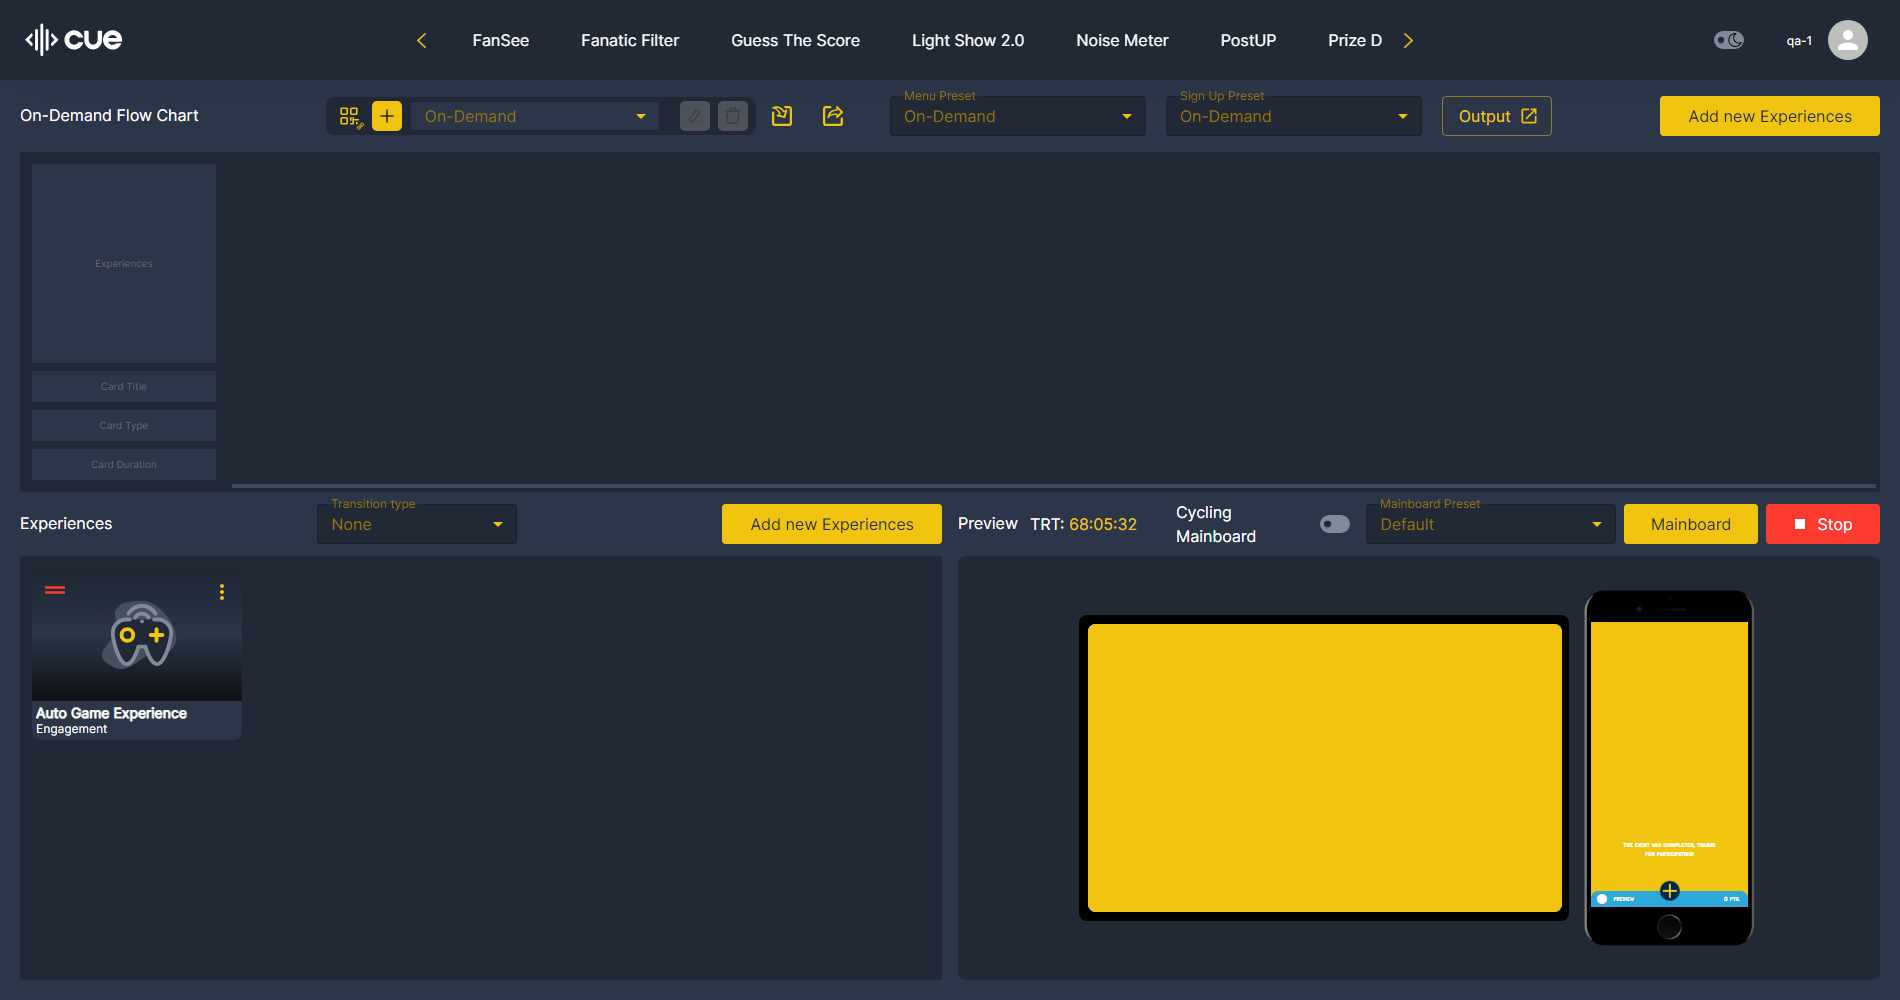 cue
FanSee
Fanatic Filter
Guess The Score
Light Show 2.0
Noise Meter
PostUP
Prize D
qa-1
On-Demand Flow Chart
On-Demand
Menu Preset
On-Demand
Sign Up Preset
On-Demand
Output
Add new Experiences
Experiences
Card Title
Card Type
Card Duration
Experiences
Transition type
None
Add new Experiences
Preview
TRT: 68:05:32
Cycling
Mainboard
Mainboard Preset
Default
Mainboard
Stop
Auto Game Experience
Engagement
THE EVENT WAS COMPLETED, THANKS
FOR PARTICIPATING!
PREVIEW
0 PTS.